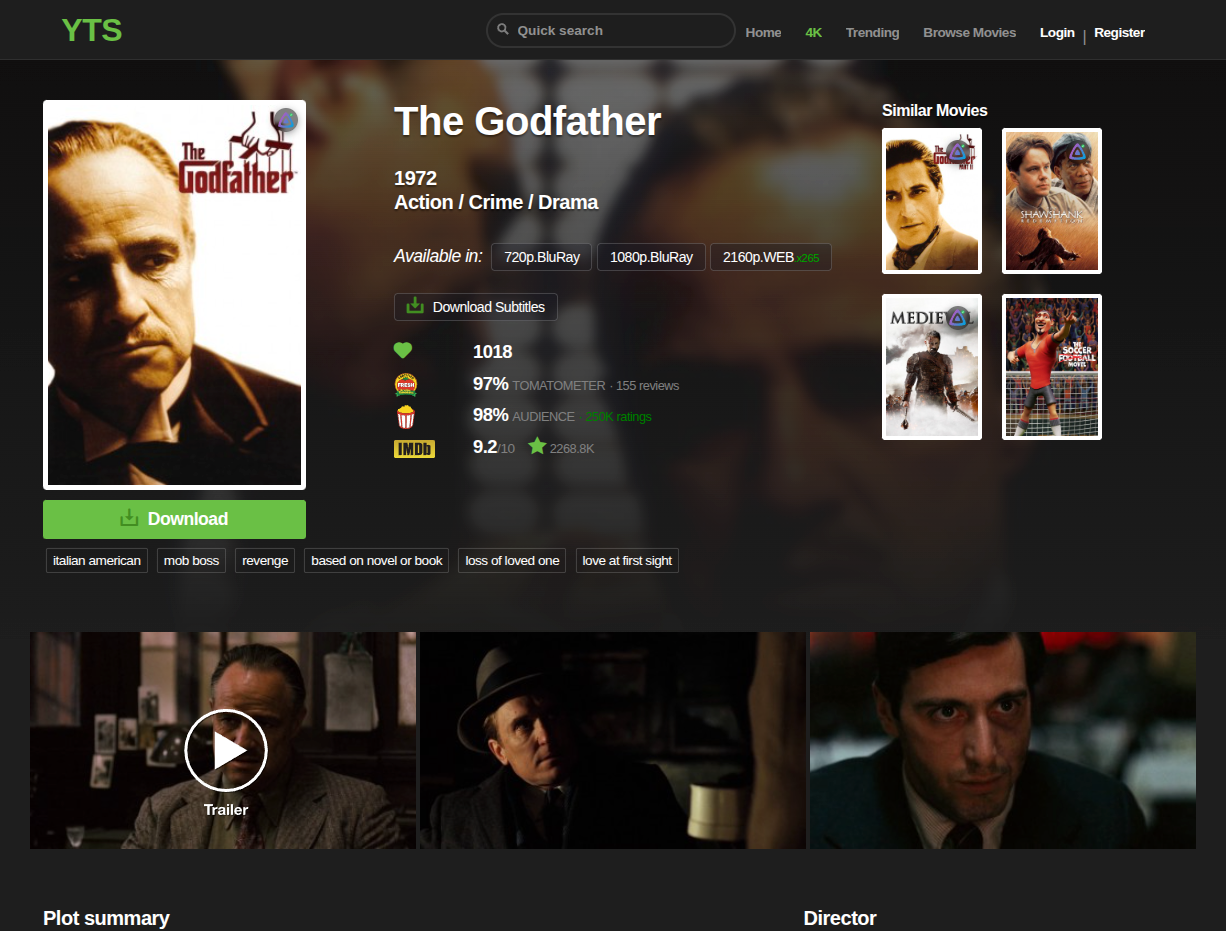 YTS
Quick search
Home
4K
Trending
Browse Movies
Login | Register
The Godfather
The Godfather
1972
Action / Crime / Drama
Available in: 720p.BluRay 1080p.BluRay 2160p.WEB x265
Download Subtitles
1018
FRESH
97% TOMATOMETER · 155 reviews
98% AUDIENCE · 250K ratings
IMDb 9.2/10 2268.8K
Download
italian american
mob boss
revenge
based on novel or book
loss of loved one
love at first sight
Similar Movies
PART II
SHAWSHANK
REDEMPTION
MEDIEVAL
THE
SOCCER
FOOTBALL
MOVIE
Trailer
Plot summary
Director